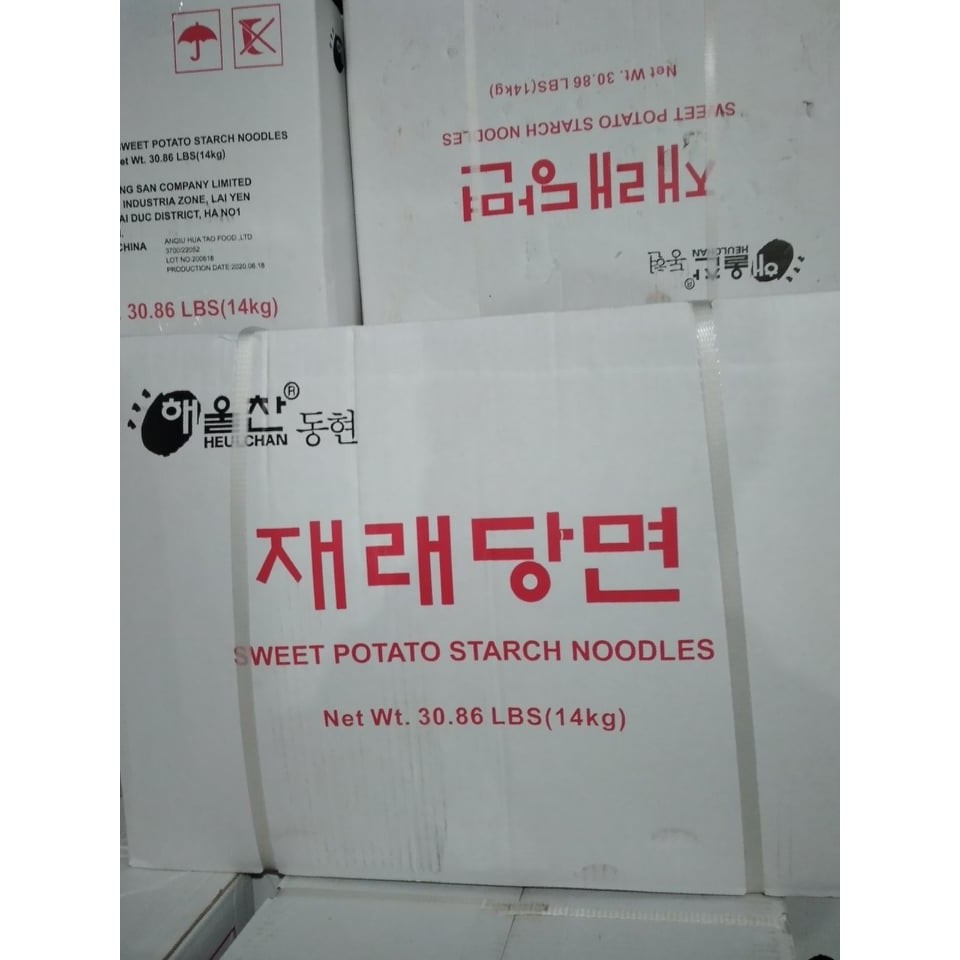 SWEET POTATO STARCH NOODLES
et Wt. 30.86 LBS(14kg)
NG SAN COMPANY LIMITED
INDUSTRIA ZONE, LAI YEN
AI DUC DISTRICT, HA NO1
CHINA
ANQIU HUA TAO FOOD .,LTD
3700/22052
LOT NO:200618
PRODUCTION DATE:2020.06.18
30.86 LBS(14kg)
해울찬® 동현
HEULCHAN
재래당면
SWEET POTATO STARCH NOODLES
Net Wt. 30.86 LBS(14kg)
해울찬® 동현
HEULCHAN
재래당면
SWEET POTATO STARCH NOODLES
Net Wt. 30.86 LBS(14kg)